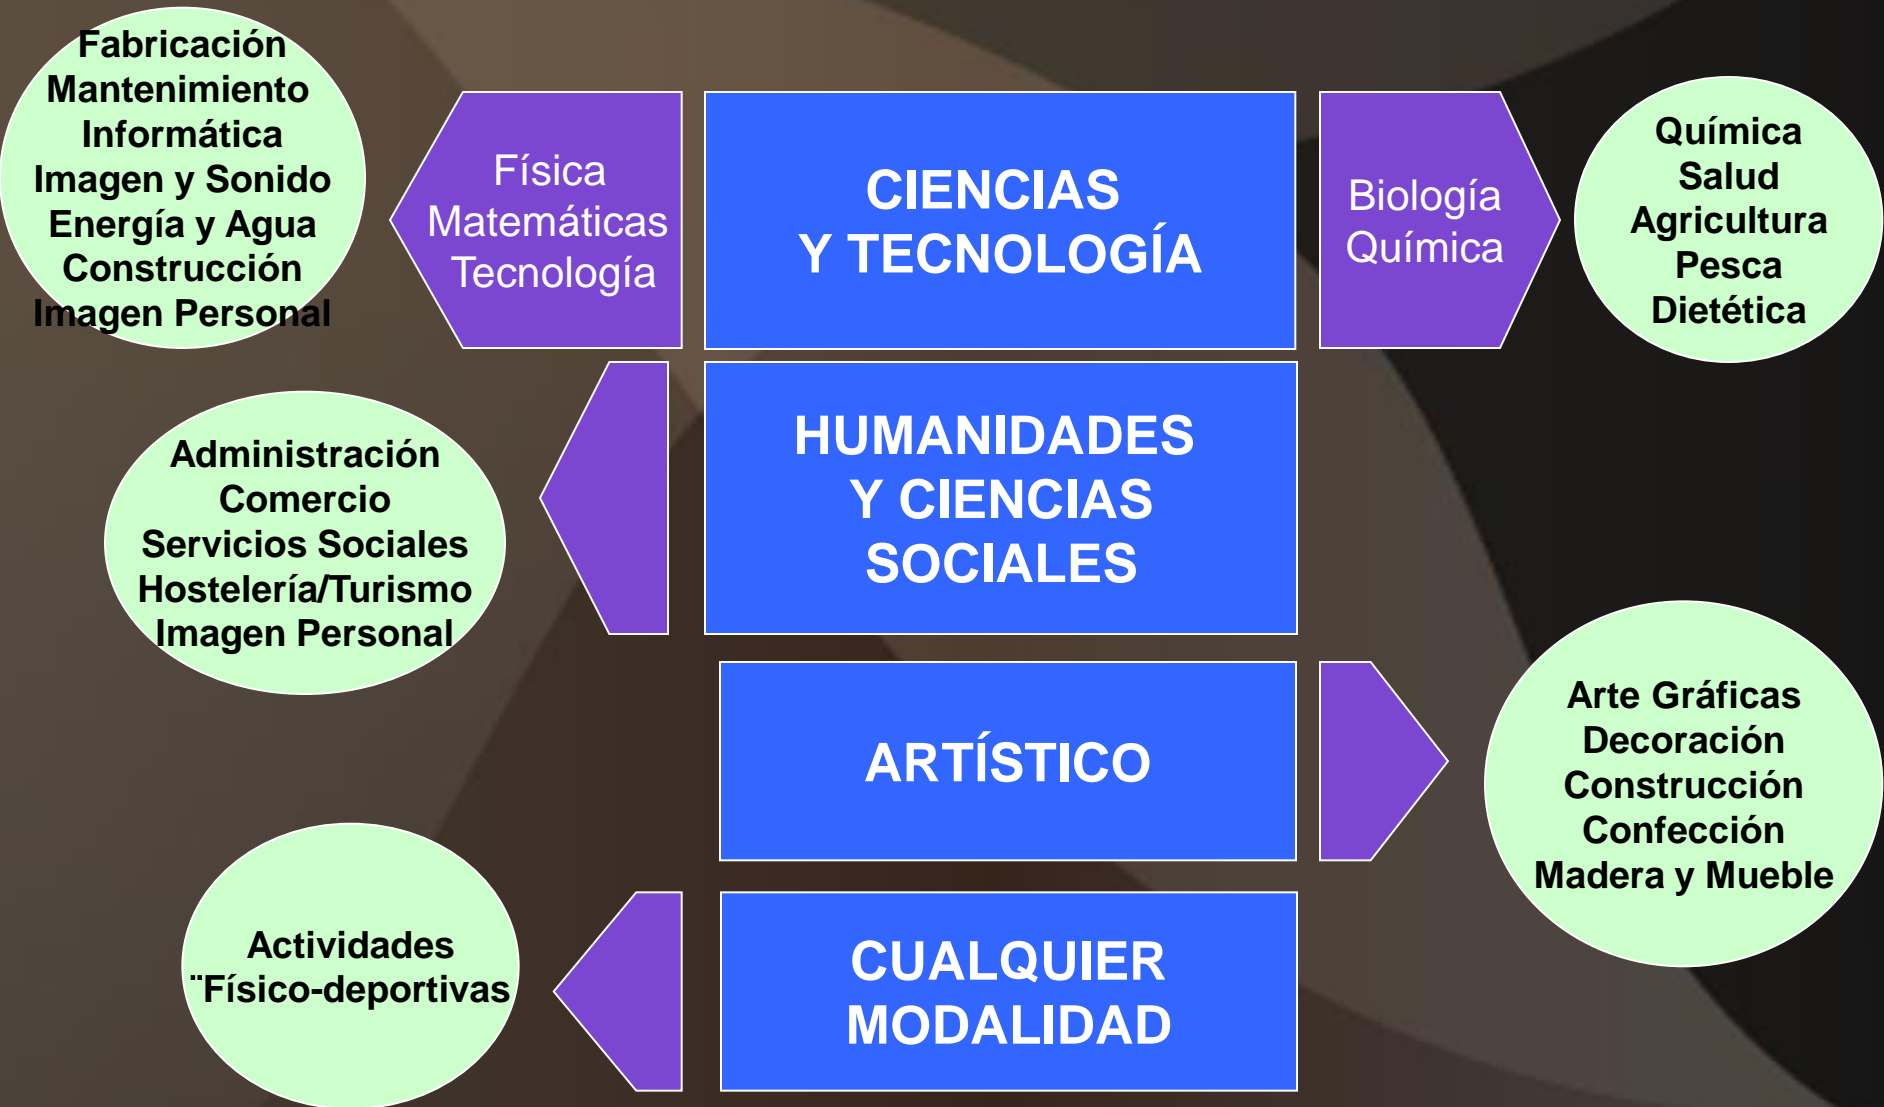 Fabricación
Mantenimiento
Informática
Imagen y Sonido
Energía y Agua
Construcción
Imagen Personal
Física
Matemáticas
Tecnología
CIENCIAS
Y TECNOLOGÍA
Biología
Química
Química
Salud
Agricultura
Pesca
Dietética
Administración
Comercio
Servicios Sociales
Hostelería/Turismo
Imagen Personal
HUMANIDADES
Y CIENCIAS
SOCIALES
ARTÍSTICO
Arte Gráficas
Decoración
Construcción
Confección
Madera y Mueble
Actividades
¨Físico-deportivas
CUALQUIER
MODALIDAD